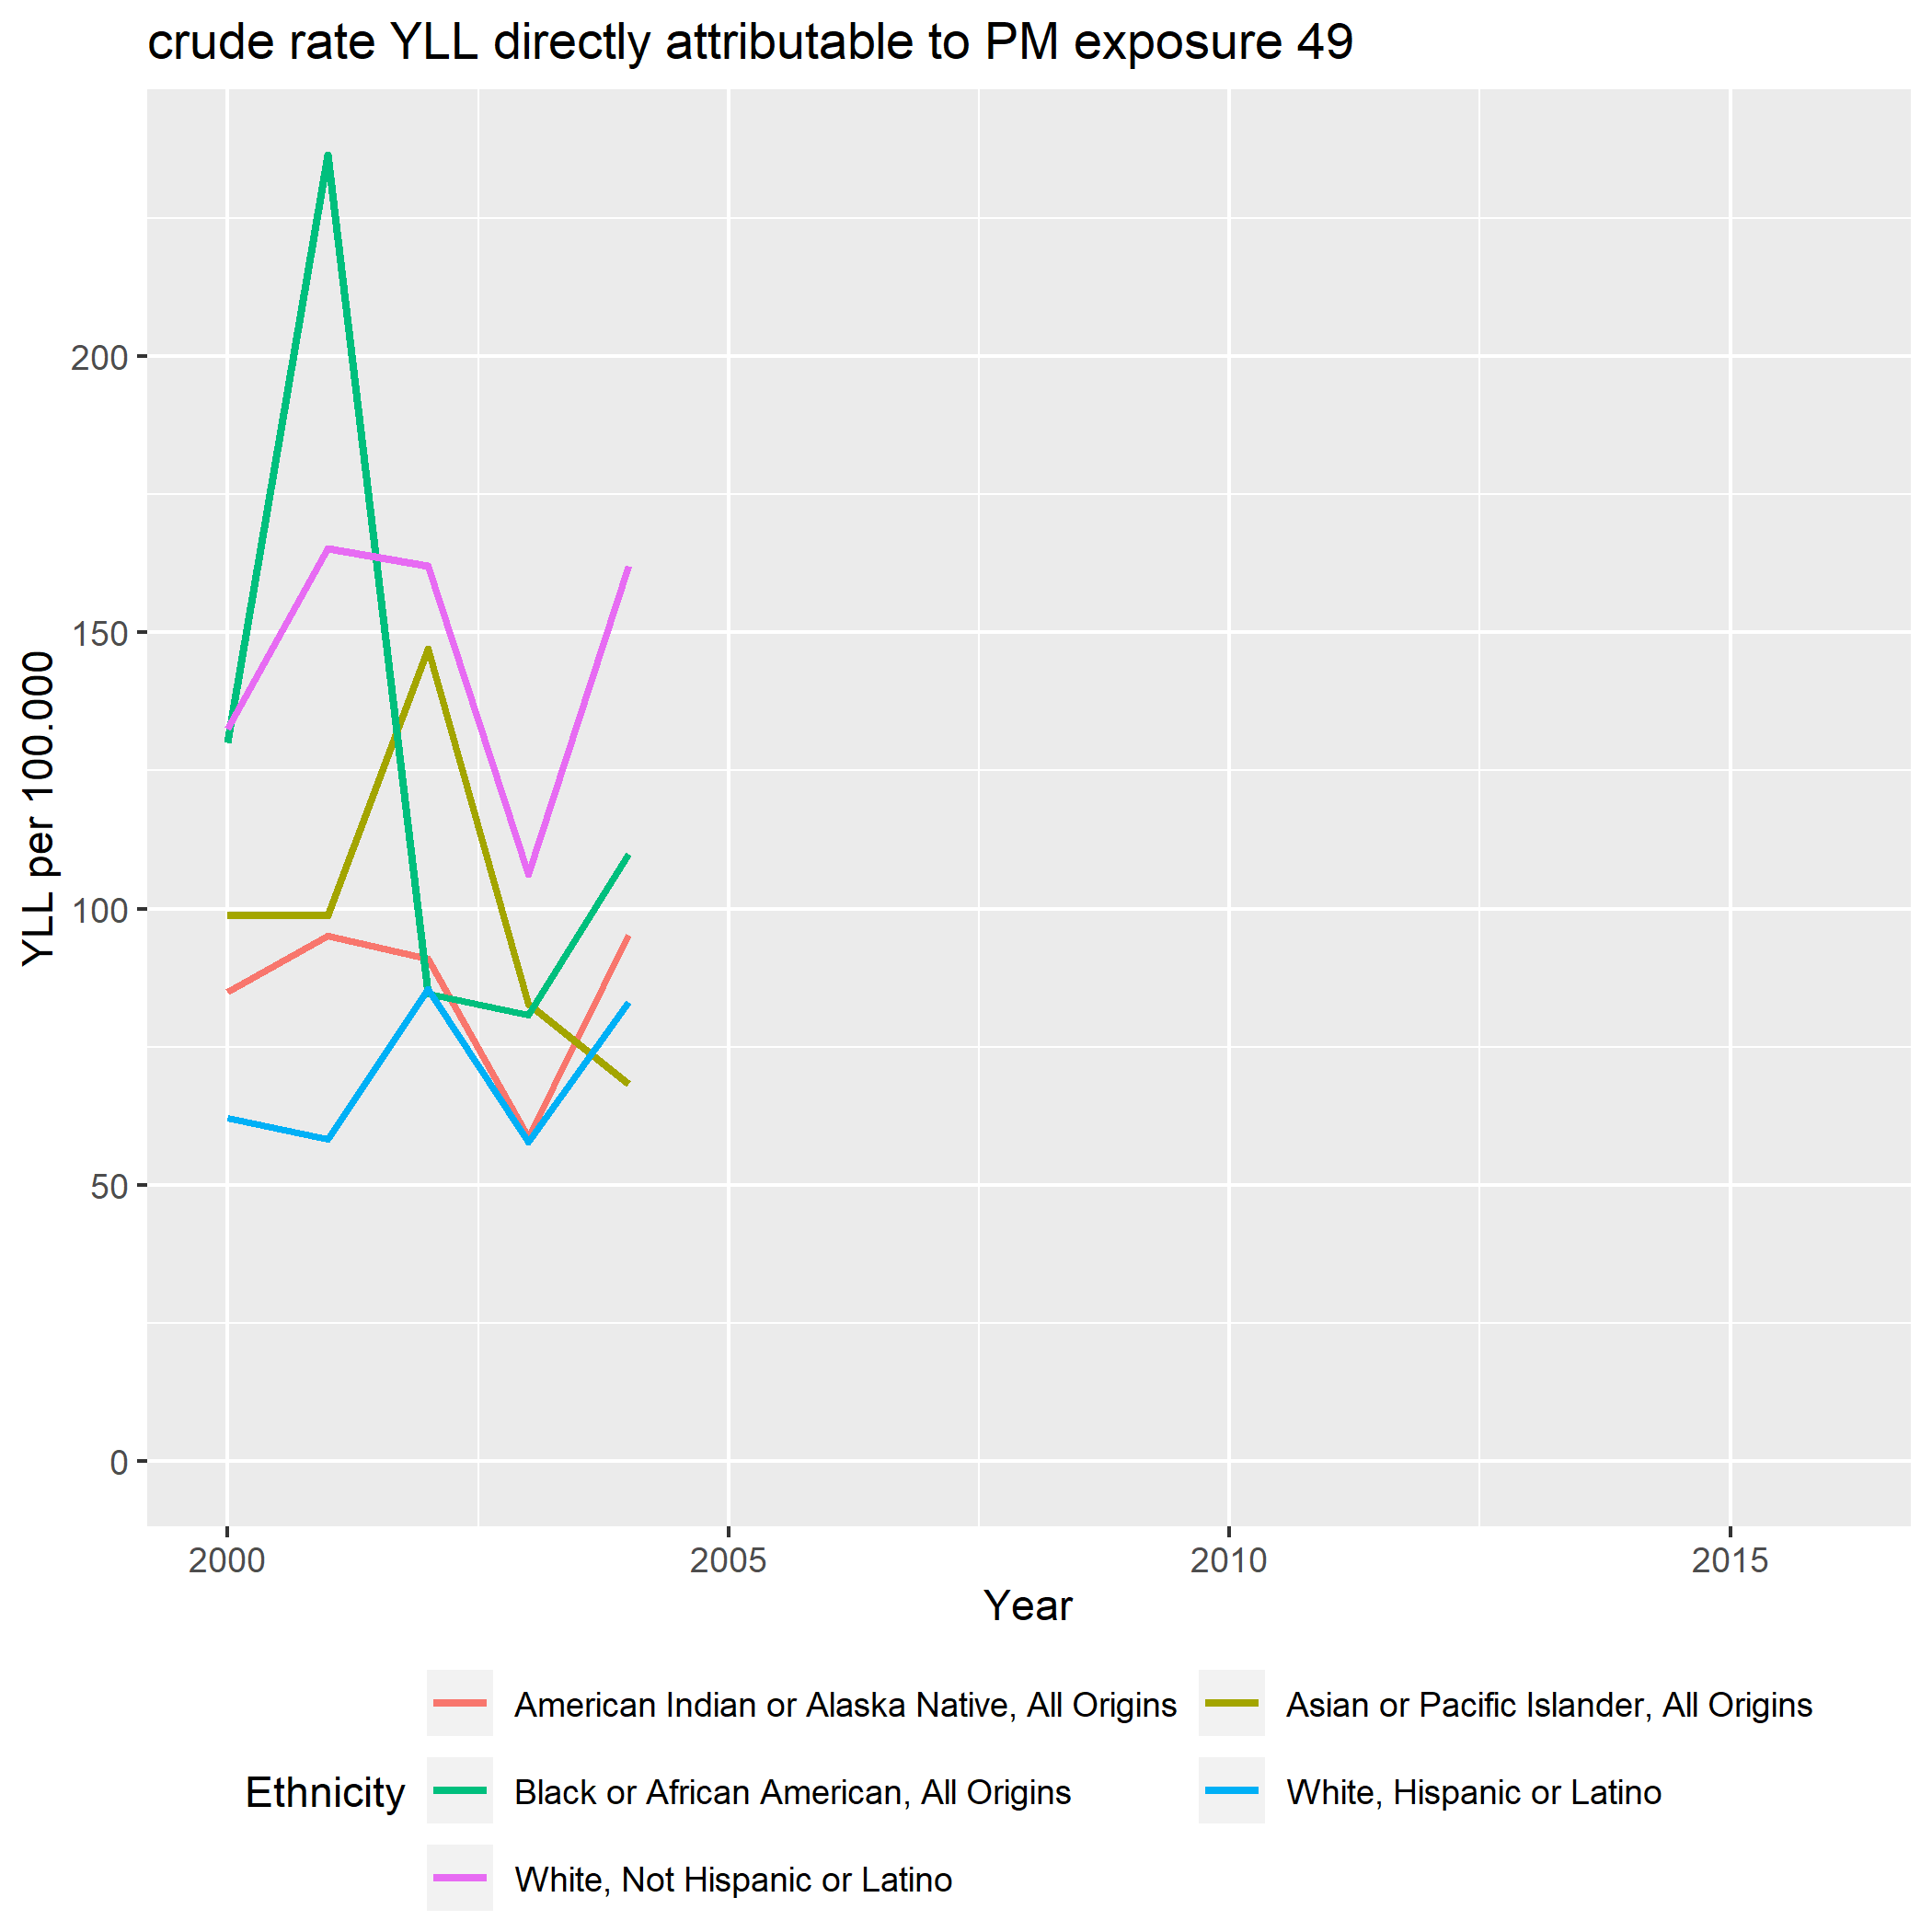 crude rate YLL directly attributable to PM exposure 49
YLL per 100.000
200
150
100
50
0
2000 2005 2010 2015
Year
Ethnicity
American Indian or Alaska Native, All Origins
Asian or Pacific Islander, All Origins
Black or African American, All Origins
White, Hispanic or Latino
White, Not Hispanic or Latino